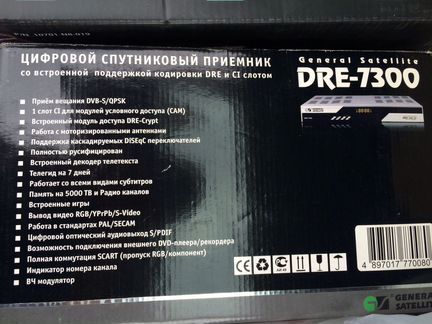 ЦИФРОВОЙ СПУТНИКОВЫЙ ПРИЕМНИК
со встроенной поддержкой кодировки DRE и CI слотом
General Satellite
DRE-7300
Приём вещания DVB-S/QPSK
1 слот CI для модулей условного доступа (CAM)
Встроенный модуль доступа DRE-Crypt
Работа с моторизированными антеннами
Поддержка каскадируемых DiSEqC переключателей
Полностью русифицирован
Встроенный декодер телетекста
Телегид на 7 дней
Работает со всеми видами субтитров
Память на 5000 ТВ и Радио каналов
Встроенные игры
Вывод видео RGB/YPrPb/S-Video
Работа в стандартах PAL/SECAM
Цифровой оптический аудиовыход S/PDIF
Возможность подключения внешнего DVD-плеера/рекордера
Полная коммутация SCART (пропуск RGB/компонент)
Индикатор номера канала
ВЧ модулятор
4 897017 770080
GENERAL
SATELLITE